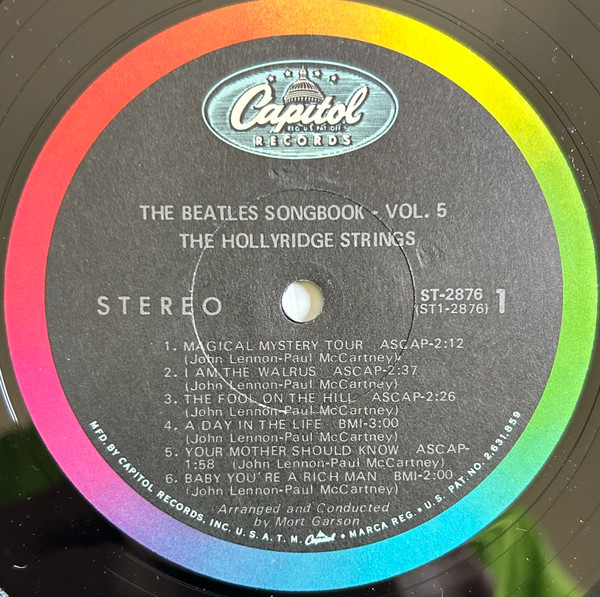 Capitol
REG. U.S. PAT. OFF.
RECORDS
THE BEATLES SONGBOOK - VOL. 5
THE HOLLYRIDGE STRINGS
STEREO
ST-2876
(ST1-2876)
1
1. MAGICAL MYSTERY TOUR ASCAP-2:12
(John Lennon-Paul McCartney)
2. I AM THE WALRUS ASCAP-2:37
(John Lennon-Paul McCartney)
3. THE FOOL ON THE HILL ASCAP-2:26
(John Lennon-Paul McCartney)
4. A DAY IN THE LIFE BMI-3:00
(John Lennon-Paul McCartney)
5. YOUR MOTHER SHOULD KNOW ASCAP-
1:58 (John Lennon-Paul McCartney)
6. BABY YOU'RE A RICH MAN BMI-2:00
(John Lennon-Paul McCartney)
Arranged and Conducted
by Mort Garson
MFD. BY CAPITOL RECORDS, INC. U.S.A. T.M. Capitol MARCA REG. • U.S. PAT. NO. 2,631,859